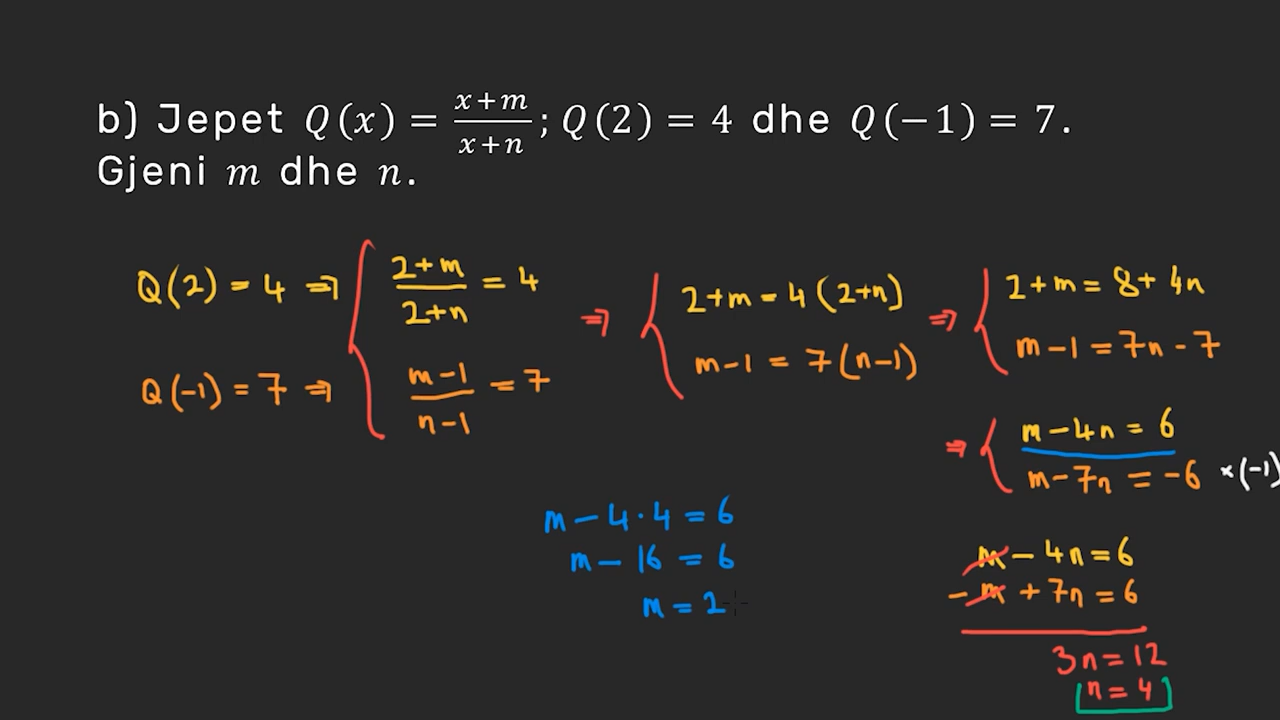 b) Jepet Q(x) = (x+m)/(x+n); Q(2) = 4 dhe Q(−1) = 7.
Gjeni m dhe n.
Q(2) = 4 ⇒ { (2+m)/(2+n) = 4 ⇒ { 2+m = 4(2+n) ⇒ { 2+m = 8+4n
Q(-1) = 7 ⇒ (m-1)/(n-1) = 7 m-1 = 7(n-1) m-1 = 7n-7
⇒ { m-4n = 6
m-7n = -6 ×(-1)
m-4·4 = 6
m-16 = 6
m = 2
m-4n = 6
-m+7n = 6
3n = 12
n = 4